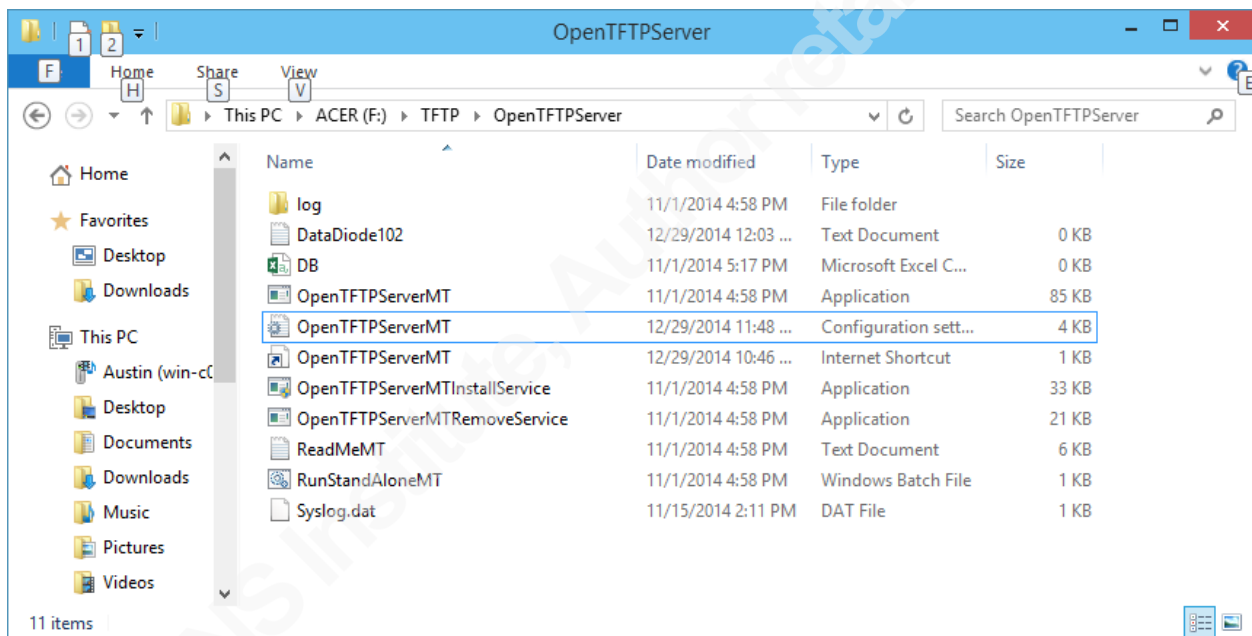 1 2 OpenTFTPServer
F Home Share View
H S V E
This PC ACER (F:) TFTP OpenTFTPServer Search OpenTFTPServer
Name Date modified Type Size
Home
Favorites
Desktop
Downloads
This PC
Austin (win-c0
Desktop
Documents
Downloads
Music
Pictures
Videos
log 11/1/2014 4:58 PM File folder
DataDiode102 12/29/2014 12:03 ... Text Document 0 KB
DB 11/1/2014 5:17 PM Microsoft Excel C... 0 KB
OpenTFTPServerMT 11/1/2014 4:58 PM Application 85 KB
OpenTFTPServerMT 12/29/2014 11:48 ... Configuration sett... 4 KB
OpenTFTPServerMT 12/29/2014 10:46 ... Internet Shortcut 1 KB
OpenTFTPServerMTInstallService 11/1/2014 4:58 PM Application 33 KB
OpenTFTPServerMTRemoveService 11/1/2014 4:58 PM Application 21 KB
ReadMeMT 11/1/2014 4:58 PM Text Document 6 KB
RunStandAloneMT 11/1/2014 4:58 PM Windows Batch File 1 KB
Syslog.dat 11/15/2014 2:11 PM DAT File 1 KB
11 items
NS Institute, Author reta